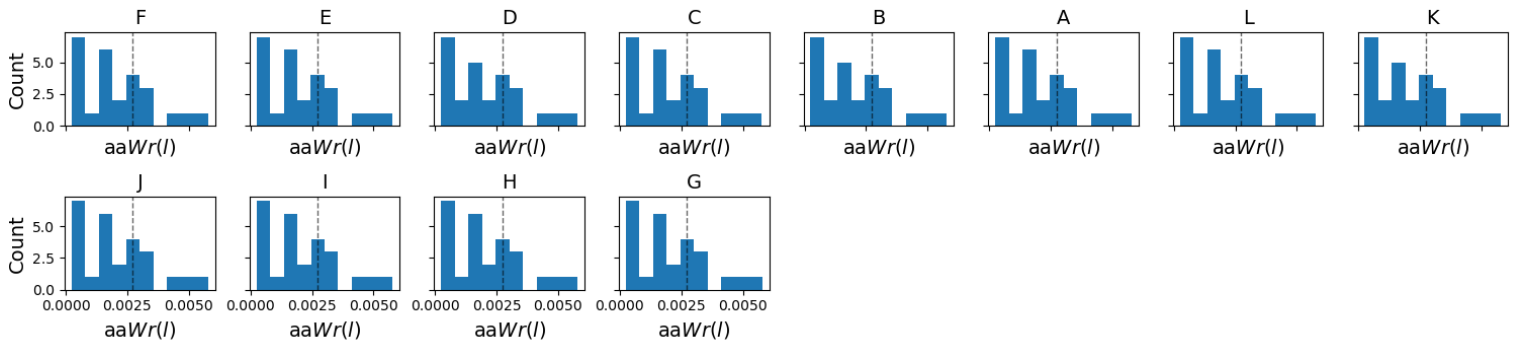 F E D C B A L K
Count
5.0
2.5
0.0
aaWr(l) aaWr(l) aaWr(l) aaWr(l) aaWr(l) aaWr(l) aaWr(l) aaWr(l)
J I H G
Count
5.0
2.5
0.0
0.0000 0.0025 0.0050 0.0000 0.0025 0.0050 0.0000 0.0025 0.0050 0.0000 0.0025 0.0050
aaWr(l) aaWr(l) aaWr(l) aaWr(l)